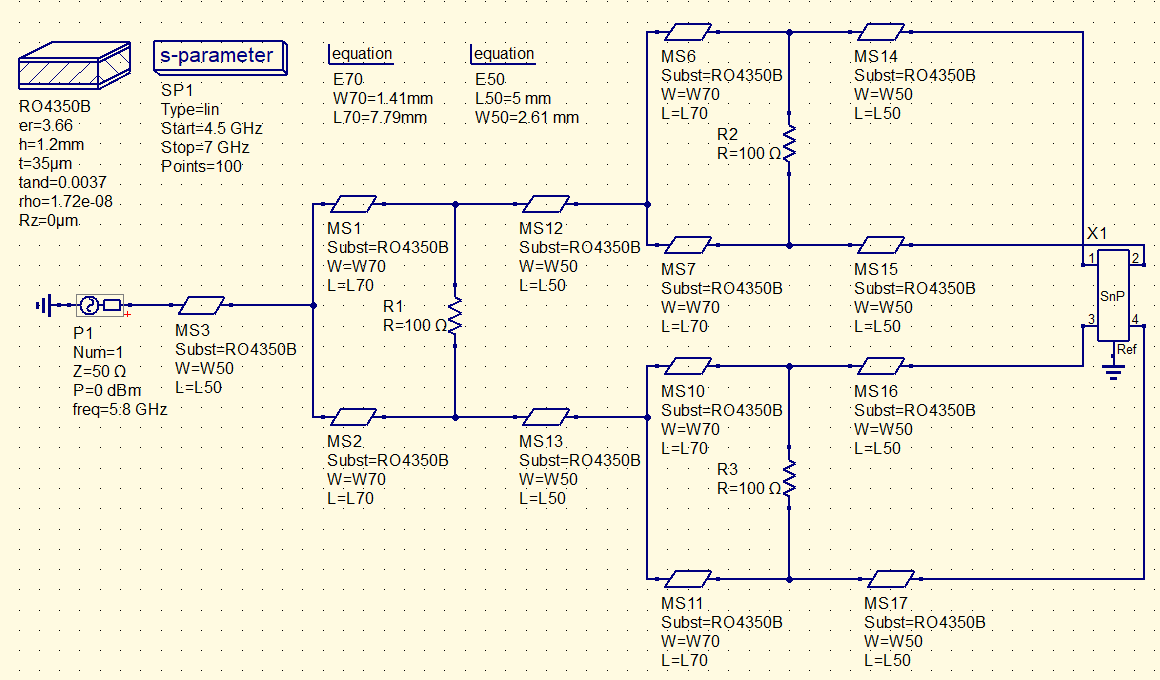 RO4350B
er=3.66
h=1.2mm
t=35µm
tand=0.0037
rho=1.72e-08
Rz=0µm
s-parameter
SP1
Type=lin
Start=4.5 GHz
Stop=7 GHz
Points=100
equation
E70
W70=1.41mm
L70=7.79mm
equation
E50
L50=5 mm
W50=2.61 mm
MS6
Subst=RO4350B
W=W70
L=L70
MS14
Subst=RO4350B
W=W50
L=L50
R2
R=100 Ω
MS1
Subst=RO4350B
W=W70
L=L70
MS12
Subst=RO4350B
W=W50
L=L50
MS7
Subst=RO4350B
W=W70
L=L70
MS15
Subst=RO4350B
W=W50
L=L50
X1
1
2
SnP
3
4
Ref
P1
Num=1
Z=50 Ω
P=0 dBm
freq=5.8 GHz
MS3
Subst=RO4350B
W=W50
L=L50
R1
R=100 Ω
MS10
Subst=RO4350B
W=W70
L=L70
MS16
Subst=RO4350B
W=W50
L=L50
MS2
Subst=RO4350B
W=W70
L=L70
MS13
Subst=RO4350B
W=W50
L=L50
R3
R=100 Ω
MS11
Subst=RO4350B
W=W70
L=L70
MS17
Subst=RO4350B
W=W50
L=L50